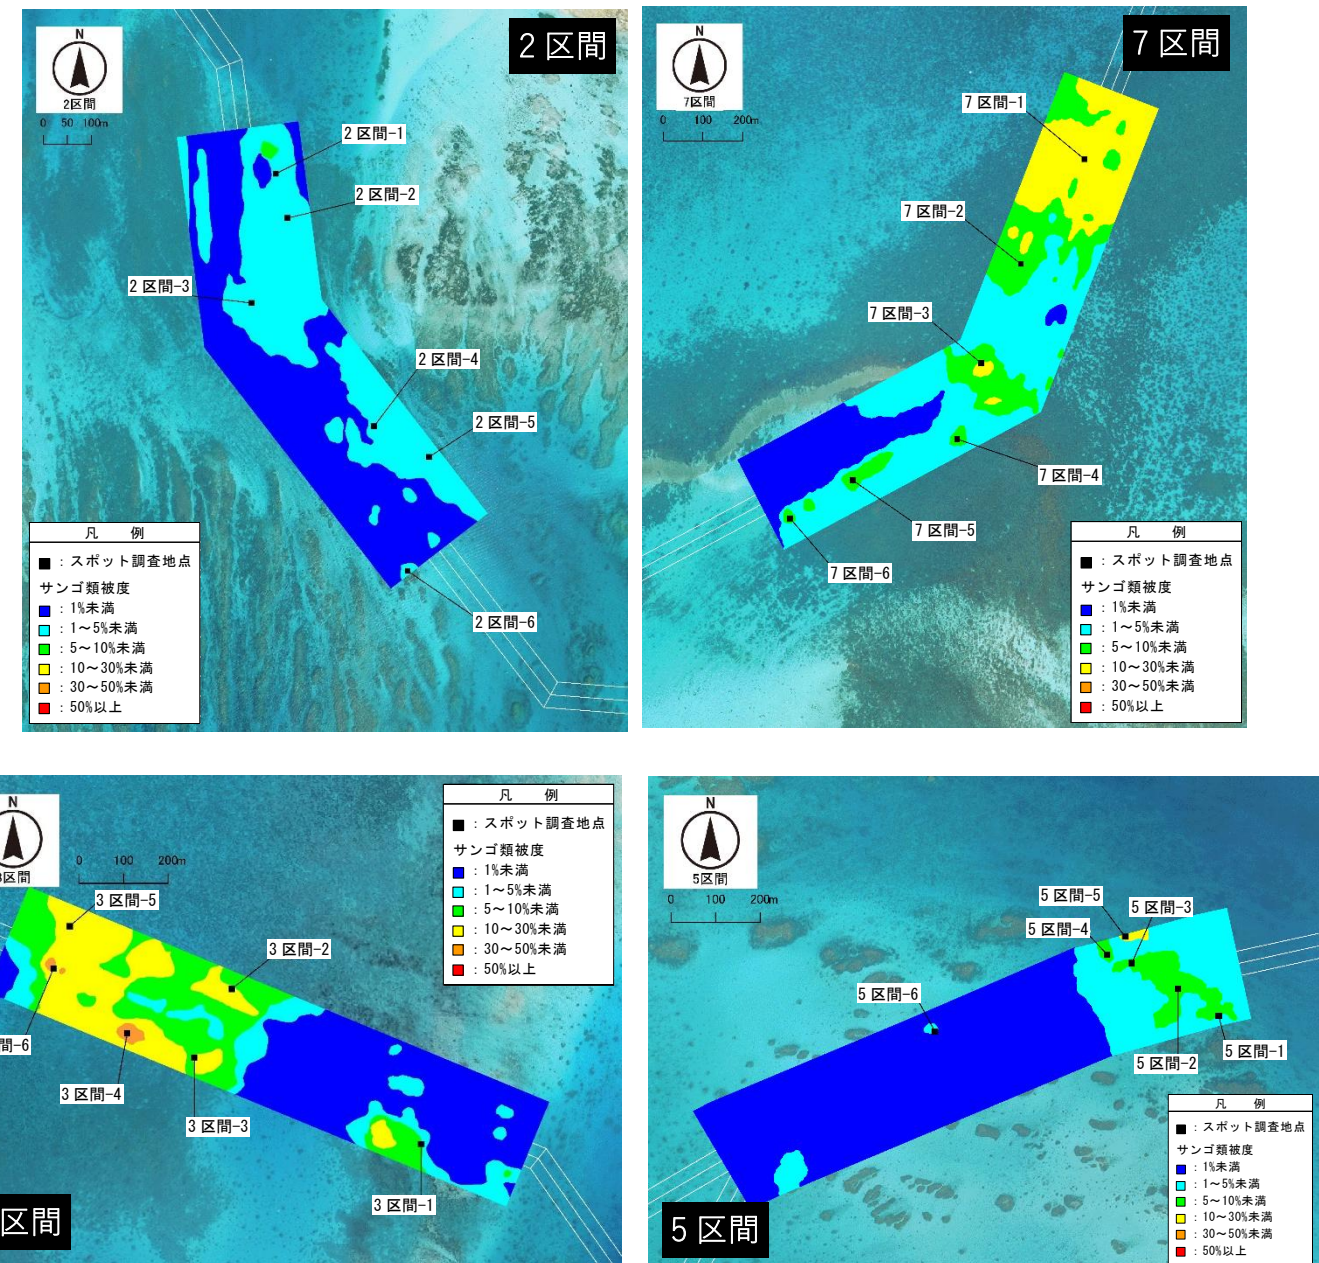 2区間
N
2区間
0 50 100m
2区間-1
2区間-2
2区間-3
2区間-4
2区間-5
2区間-6
凡 例
■：スポット調査地点
サンゴ類被度
：1%未満
：1～5%未満
：5～10%未満
：10～30%未満
：30～50%未満
：50%以上
7区間
N
7区間
0 100 200m
7区間-1
7区間-2
7区間-3
7区間-4
7区間-5
7区間-6
凡 例
■：スポット調査地点
サンゴ類被度
：1%未満
：1～5%未満
：5～10%未満
：10～30%未満
：30～50%未満
：50%以上
N
3区間
0 100 200m
3区間-5
3区間-2
間-6
3区間-4
3区間-3
3区間-1
区間
凡 例
■：スポット調査地点
サンゴ類被度
：1%未満
：1～5%未満
：5～10%未満
：10～30%未満
：30～50%未満
：50%以上
N
5区間
0 100 200m
5区間-5
5区間-3
5区間-4
5区間-6
5区間-1
5区間-2
5区間
凡 例
■：スポット調査地点
サンゴ類被度
：1%未満
：1～5%未満
：5～10%未満
：10～30%未満
：30～50%未満
：50%以上